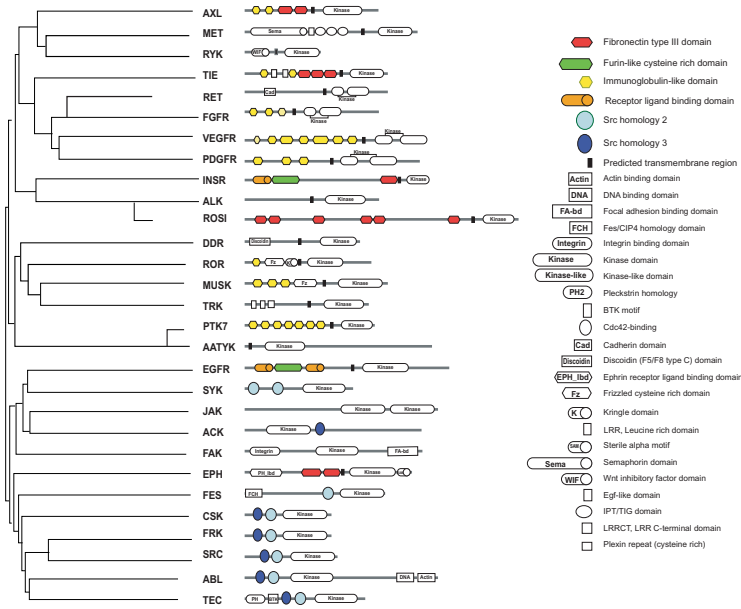 AXL Kinase
MET Sema Kinase
RYK WIF Kinase
TIE Kinase
RET Cad Kinase
FGFR Kinase
VEGFR Kinase
PDGFR Kinase
INSR Kinase
ALK Kinase
ROSI Kinase
DDR Discoidin Kinase
ROR Fz K Kinase
MUSK Fz Kinase
TRK Kinase
PTK7 Kinase
AATYK Kinase
EGFR Kinase
SYK Kinase
JAK Kinase Kinase
ACK Kinase
FAK Integrin Kinase FA-bd
EPH PH_lbd Kinase
FES FCH Kinase
CSK Kinase
FRK Kinase
SRC Kinase
ABL Kinase DNA Actin
TEC PH BTK Kinase
Fibronectin type III domain
Furin-like cysteine rich domain
Immunoglobulin-like domain
Receptor ligand binding domain
Src homology 2
Src homology 3
Predicted transmembrane region
Actin Actin binding domain
DNA DNA binding domain
FA-bd Focal adhesion binding domain
FCH Fes/CIP4 homology domain
Integrin Integrin binding domain
Kinase Kinase domain
Kinase-like Kinase-like domain
PH2 Pleckstrin homology
BTK motif
Cdc42-binding
Cad Cadherin domain
Discoidin Discoidin (F5/F8 type C) domain
EPH_lbd Ephrin receptor ligand binding domain
Fz Frizzled cysteine rich domain
K Kringle domain
LRR, Leucine rich domain
SAM Sterile alpha motif
Sema Semaphorin domain
WIF Wnt inhibitory factor domain
Egf-like domain
IPT/TIG domain
LRRCT, LRR C-terminal domain
Plexin repeat (cysteine rich)